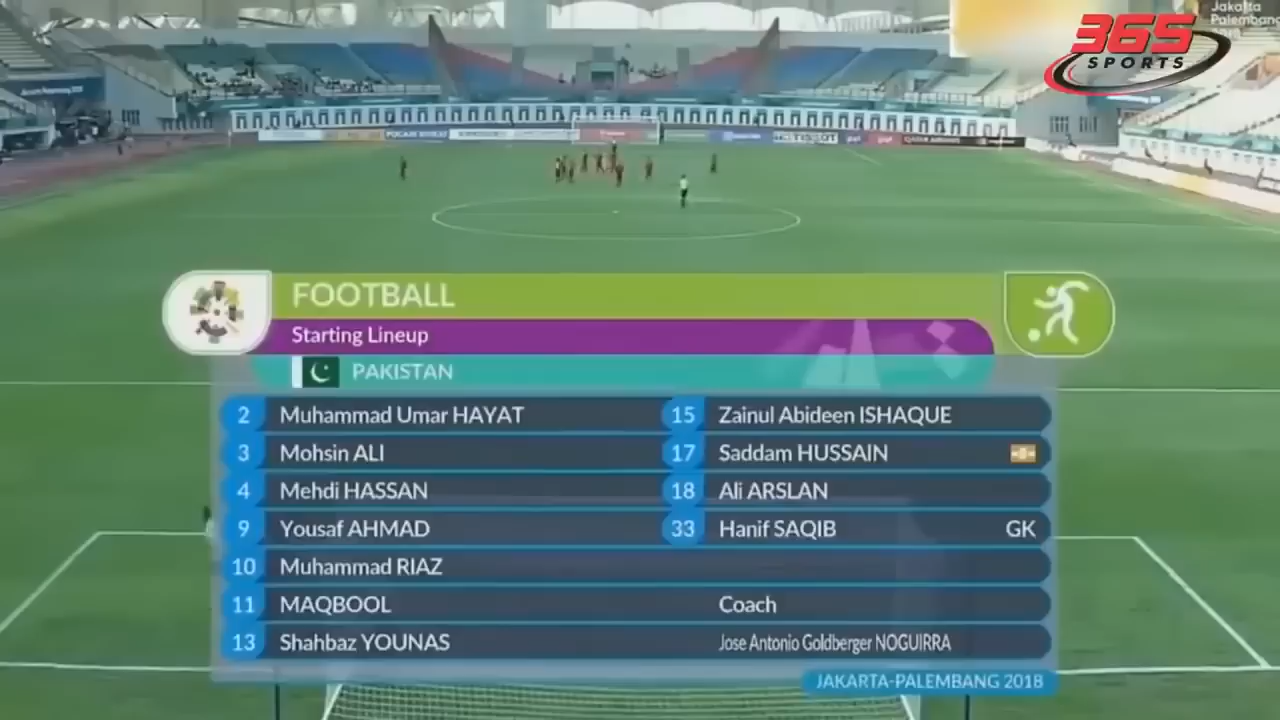 Jakarta
Palembang
365
SPORTS
TISSOT
FOOTBALL
Starting Lineup
PAKISTAN
2 Muhammad Umar HAYAT
3 Mohsin ALI
4 Mehdi HASSAN
9 Yousaf AHMAD
10 Muhammad RIAZ
11 MAQBOOL
13 Shahbaz YOUNAS
15 Zainul Abideen ISHAQUE
17 Saddam HUSSAIN
18 Ali ARSLAN
33 Hanif SAQIB GK
Coach
Jose Antonio Goldberger NOGUIRRA
JAKARTA-PALEMBANG 2018